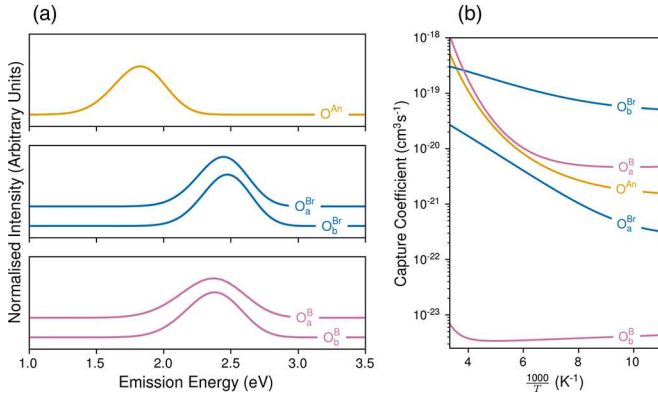 (a)
Normalised Intensity (Arbitrary Units)
O^An
O_a^Br
O_b^Br
O_a^B
O_b^B
1.0 1.5 2.0 2.5 3.0 3.5
Emission Energy (eV)
(b)
Capture Coefficient (cm³s⁻¹)
10⁻¹⁸
10⁻¹⁹
10⁻²⁰
10⁻²¹
10⁻²²
10⁻²³
O_b^Br
O_a^B
O^An
O_a^Br
O_b^B
4 6 8 10
1000/T (K⁻¹)